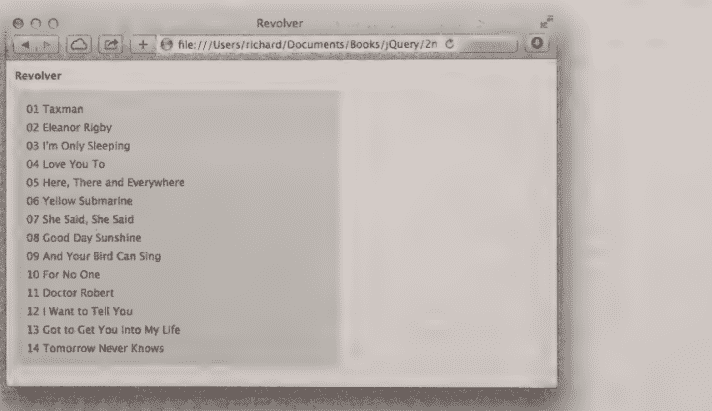 Revolver
file:///Users/richard/Documents/Books/jQuery/2n
Revolver
01 Taxman
02 Eleanor Rigby
03 I'm Only Sleeping
04 Love You To
05 Here, There and Everywhere
06 Yellow Submarine
07 She Said, She Said
08 Good Day Sunshine
09 And Your Bird Can Sing
10 For No One
11 Doctor Robert
12 I Want to Tell You
13 Got to Get You Into My Life
14 Tomorrow Never Knows